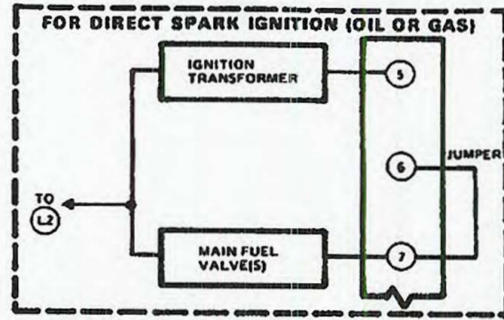 FOR DIRECT SPARK IGNITION (OIL OR GAS)
IGNITION
TRANSFORMER
5
6
JUMPER
TO
L2
MAIN FUEL
VALVE(S)
7